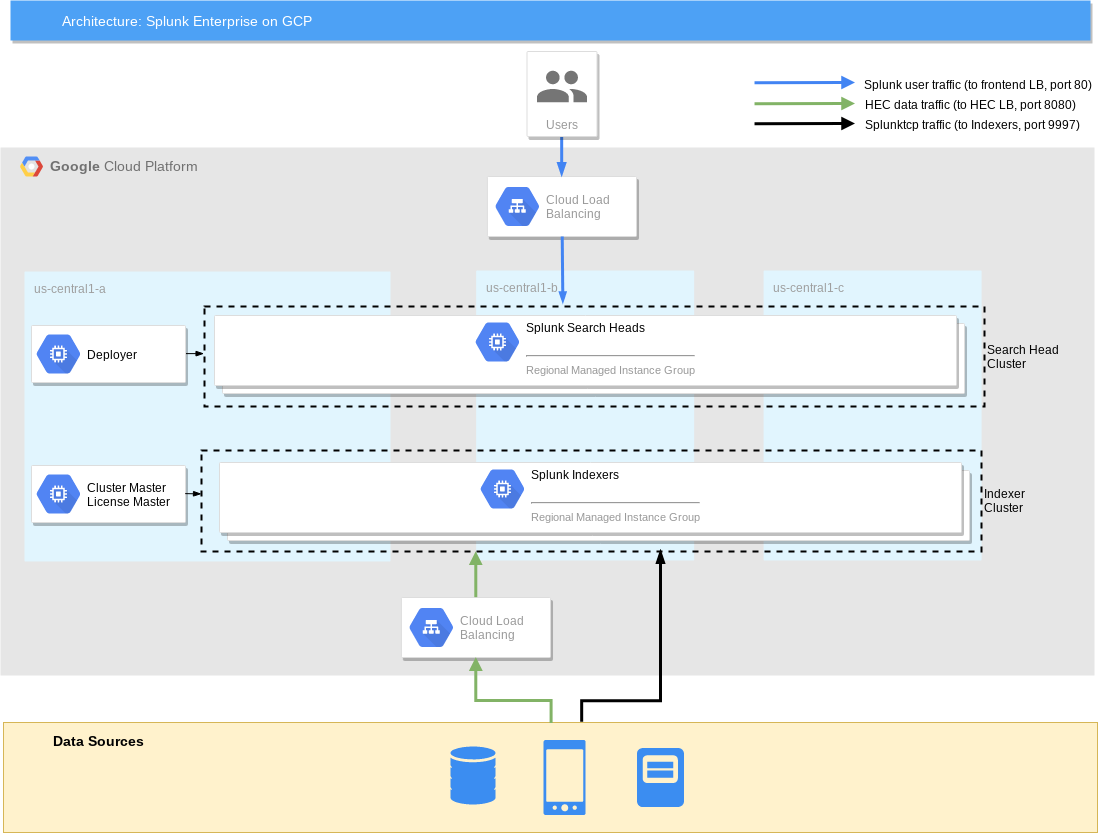 Architecture: Splunk Enterprise on GCP
Users
Splunk user traffic (to frontend LB, port 80)
HEC data traffic (to HEC LB, port 8080)
Splunktcp traffic (to Indexers, port 9997)
Google Cloud Platform
Cloud Load
Balancing
us-central1-a
us-central1-b
us-central1-c
Deployer
Splunk Search Heads
Regional Managed Instance Group
Search Head
Cluster
Cluster Master
License Master
Splunk Indexers
Regional Managed Instance Group
Indexer
Cluster
Cloud Load
Balancing
Data Sources